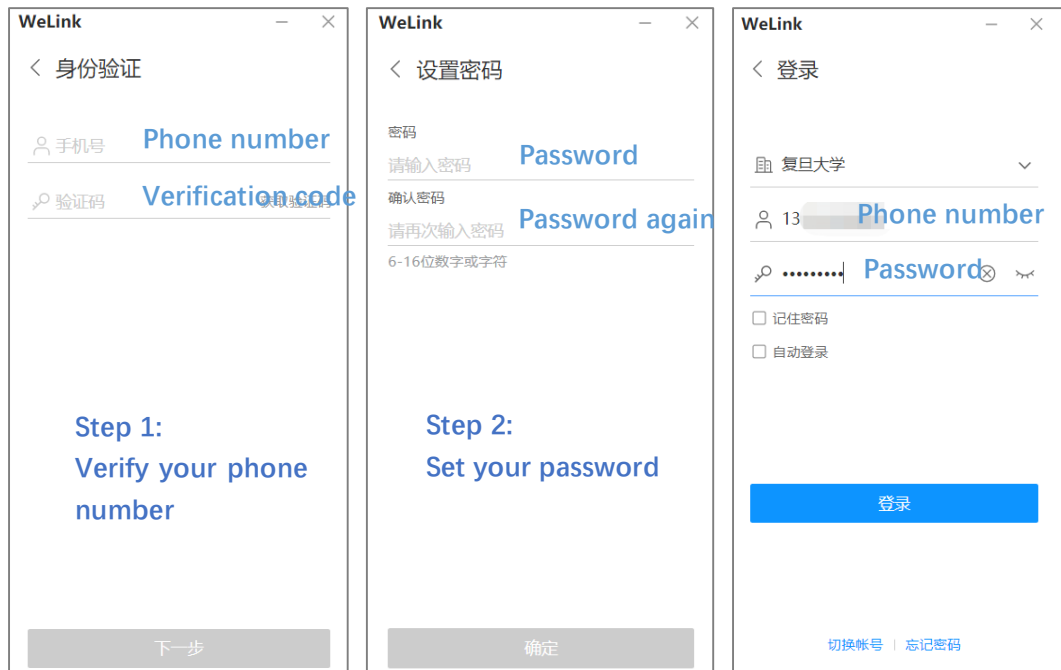 WeLink
身份验证
手机号 Phone number
验证码 Verification code 获取验证码
Step 1:
Verify your phone
number
下一步
WeLink
设置密码
密码
请输入密码 Password
确认密码
请再次输入密码 Password again
6-16位数字或字符
Step 2:
Set your password
确定
WeLink
登录
复旦大学
13 Phone number
••••••••• Password
记住密码
自动登录
登录
切换帐号 | 忘记密码